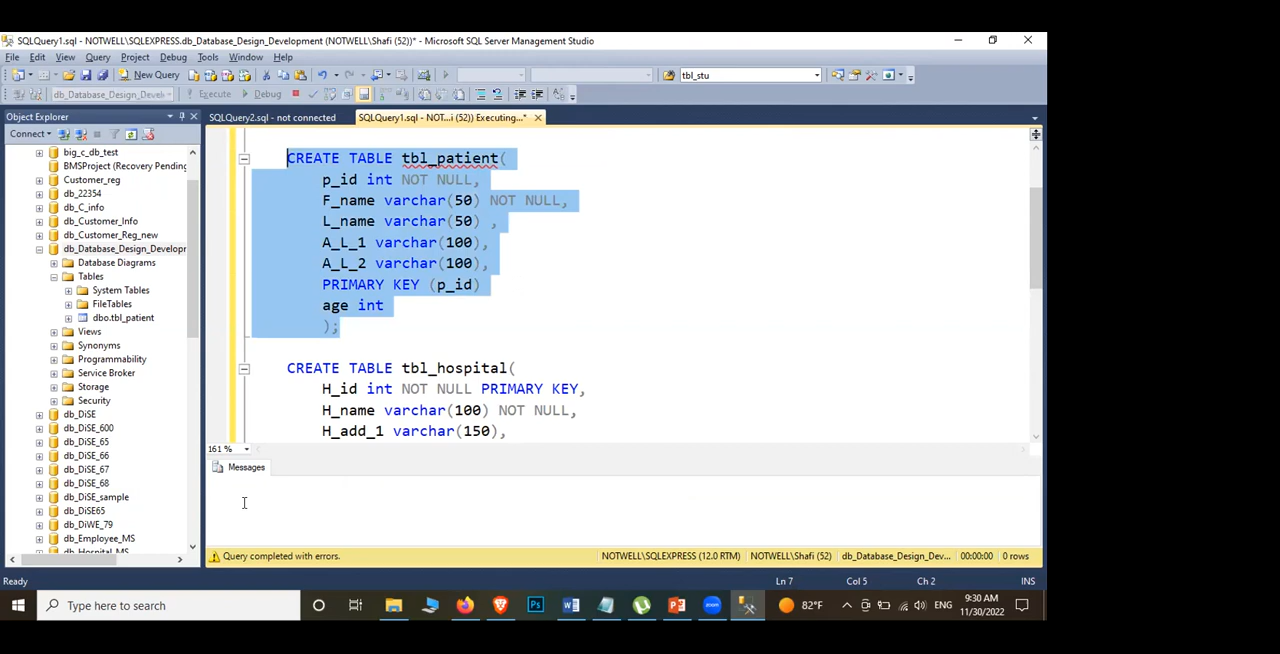 SQLQuery1.sql - NOTWELL\SQLEXPRESS.db_Database_Design_Development (NOTWELL\Shafi (52))* - Microsoft SQL Server Management Studio
File Edit View Query Project Debug Tools Window Help
New Query tbl_stu
db_Database_Design_Devel Execute Debug
Object Explorer
Connect
big_c_db_test
BMSProject (Recovery Pending
Customer_reg
db_22354
db_C_info
db_Customer_Info
db_Customer_Reg_new
db_Database_Design_Developr
Database Diagrams
Tables
System Tables
FileTables
dbo.tbl_patient
Views
Synonyms
Programmability
Service Broker
Storage
Security
db_DiSE
db_DiSE_600
db_DiSE_65
db_DiSE_66
db_DiSE_67
db_DiSE_68
db_DiSE_sample
db_DiSE65
db_DiWE_79
db_Employee_MS
db_Hospital_MS
SQLQuery2.sql - not connected
SQLQuery1.sql - NOT...i (52)) Executing...*
CREATE TABLE tbl_patient(
p_id int NOT NULL,
F_name varchar(50) NOT NULL,
L_name varchar(50) ,
A_L_1 varchar(100),
A_L_2 varchar(100),
PRIMARY KEY (p_id)
age int
);
CREATE TABLE tbl_hospital(
H_id int NOT NULL PRIMARY KEY,
H_name varchar(100) NOT NULL,
H_add_1 varchar(150),
161 %
Messages
Query completed with errors. NOTWELL\SQLEXPRESS (12.0 RTM) NOTWELL\Shafi (52) db_Database_Design_Dev... 00:00:00 0 rows
Ready Ln 7 Col 5 Ch 2 INS
Type here to search
Ps
zoom
82°F
ENG
9:30 AM
11/30/2022